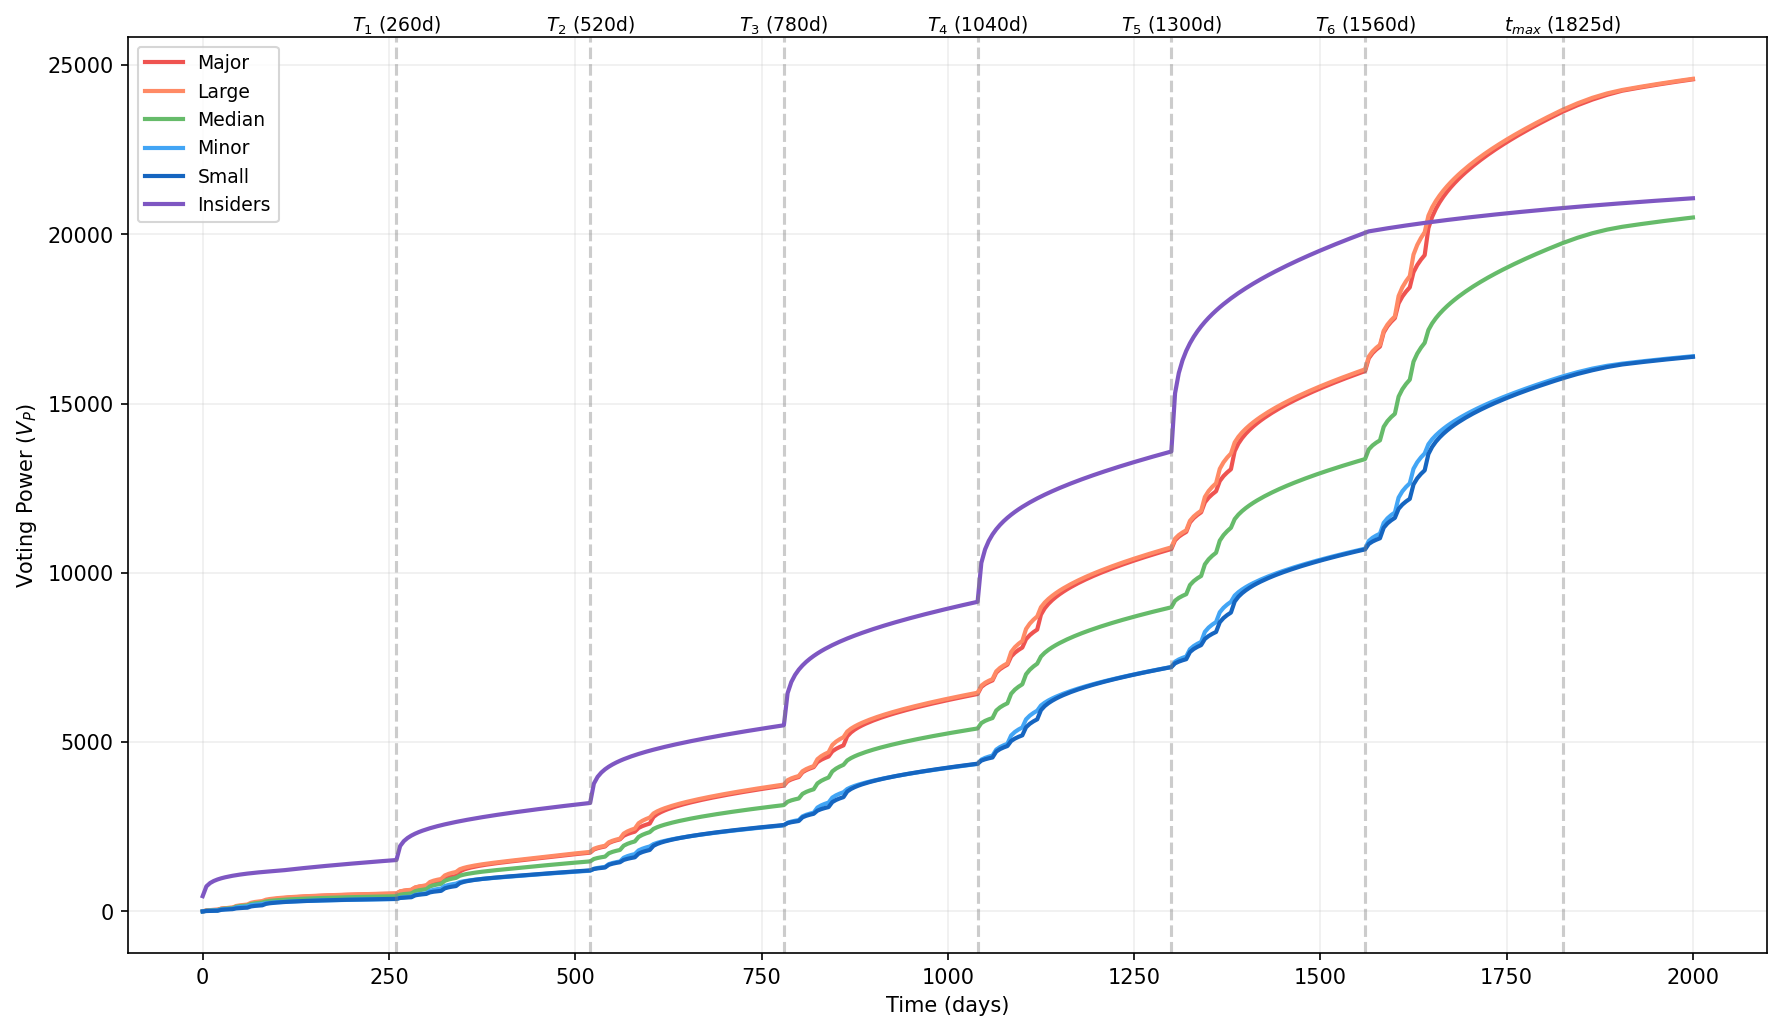 T₁ (260d) T₂ (520d) T₃ (780d) T₄ (1040d) T₅ (1300d) T₆ (1560d) tₘₐₓ (1825d)
Major
Large
Median
Minor
Small
Insiders
25000
20000
15000
10000
5000
0
Voting Power (V_P)
0 250 500 750 1000 1250 1500 1750 2000
Time (days)